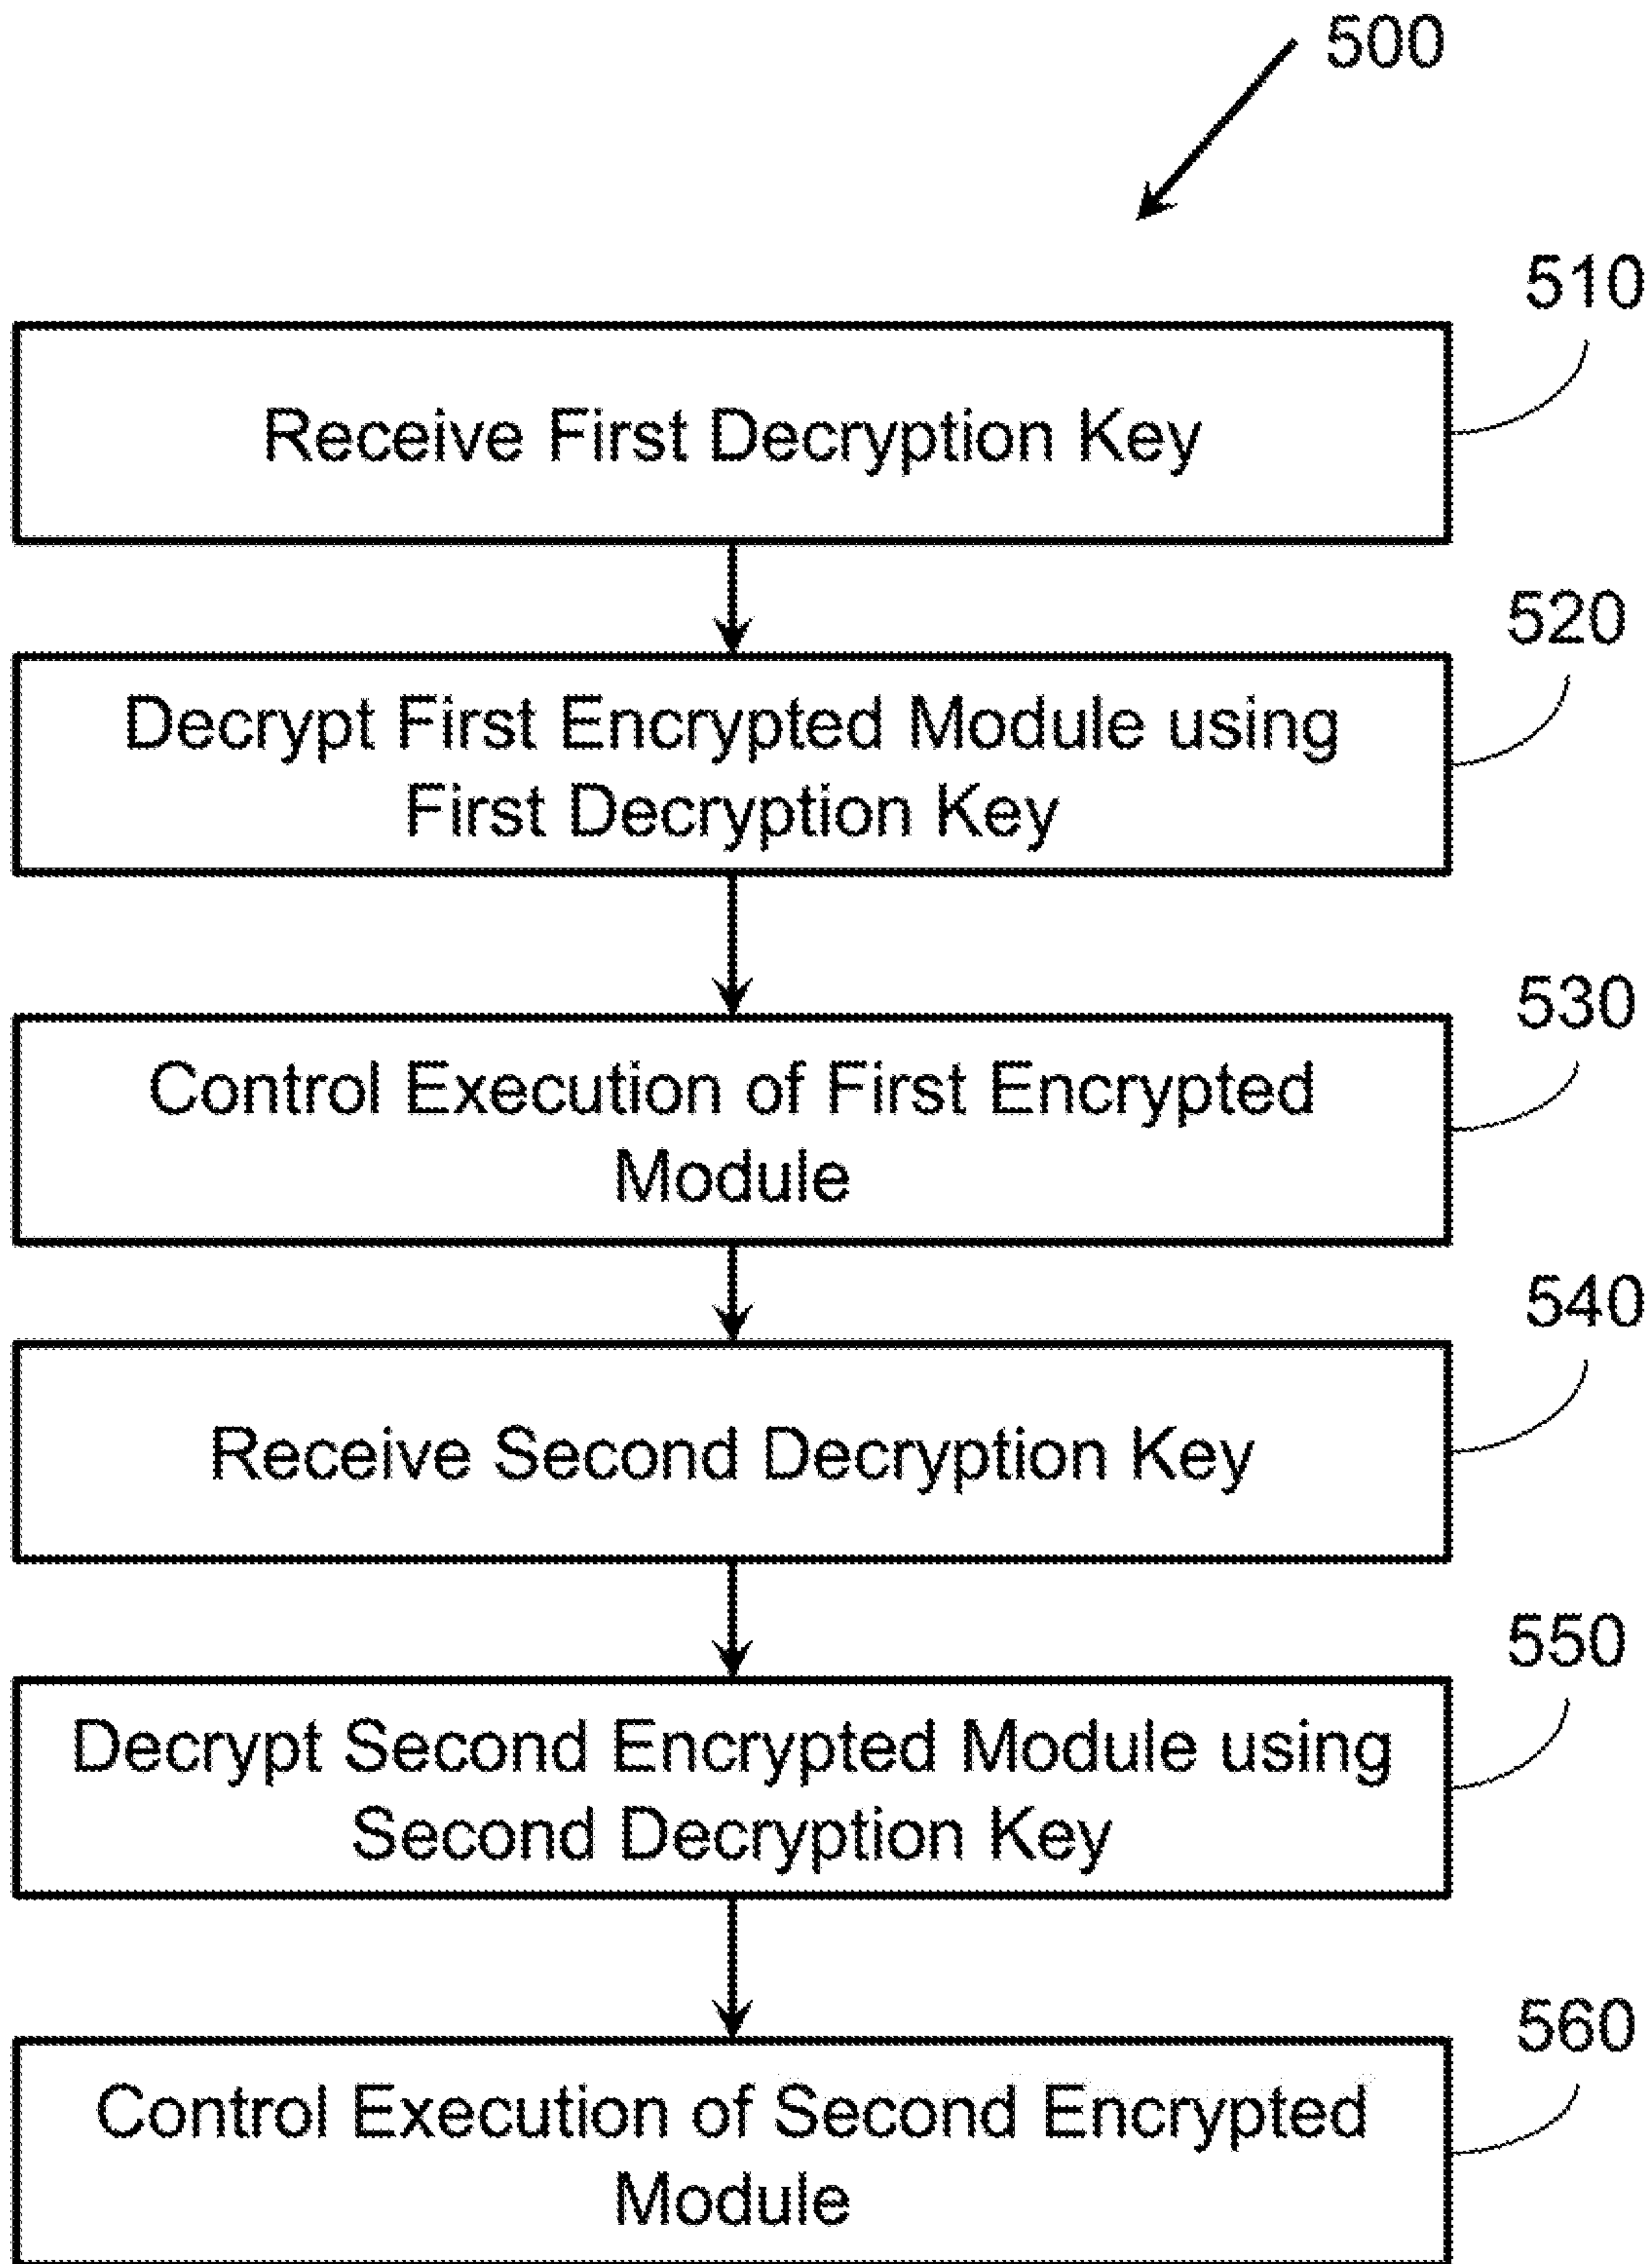 500
510
Receive First Decryption Key
520
Decrypt First Encrypted Module using
First Decryption Key
530
Control Execution of First Encrypted
Module
540
Receive Second Decryption Key
550
Decrypt Second Encrypted Module using
Second Decryption Key
560
Control Execution of Second Encrypted
Module